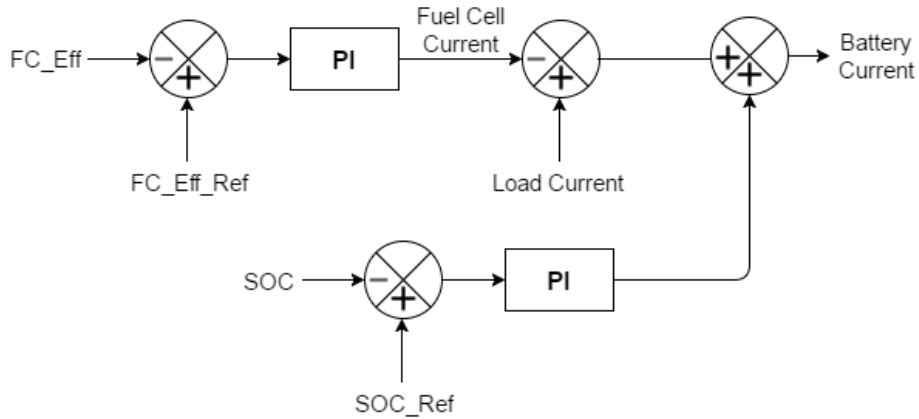 Fuel Cell
Current
Battery
Current
FC_Eff
PI
FC_Eff_Ref
Load Current
SOC
PI
SOC_Ref